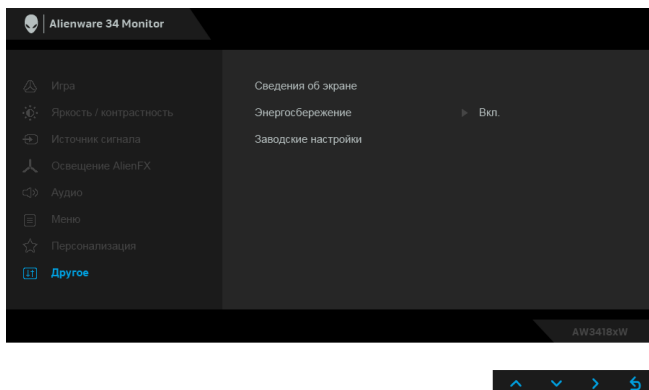 Alienware 34 Monitor
Игра
Яркость / контрастность
Источник сигнала
Освещение AlienFX
Аудио
Меню
Персонализация
Другое
Сведения об экране
Энергосбережение Вкл.
Заводские настройки
AW3418xW